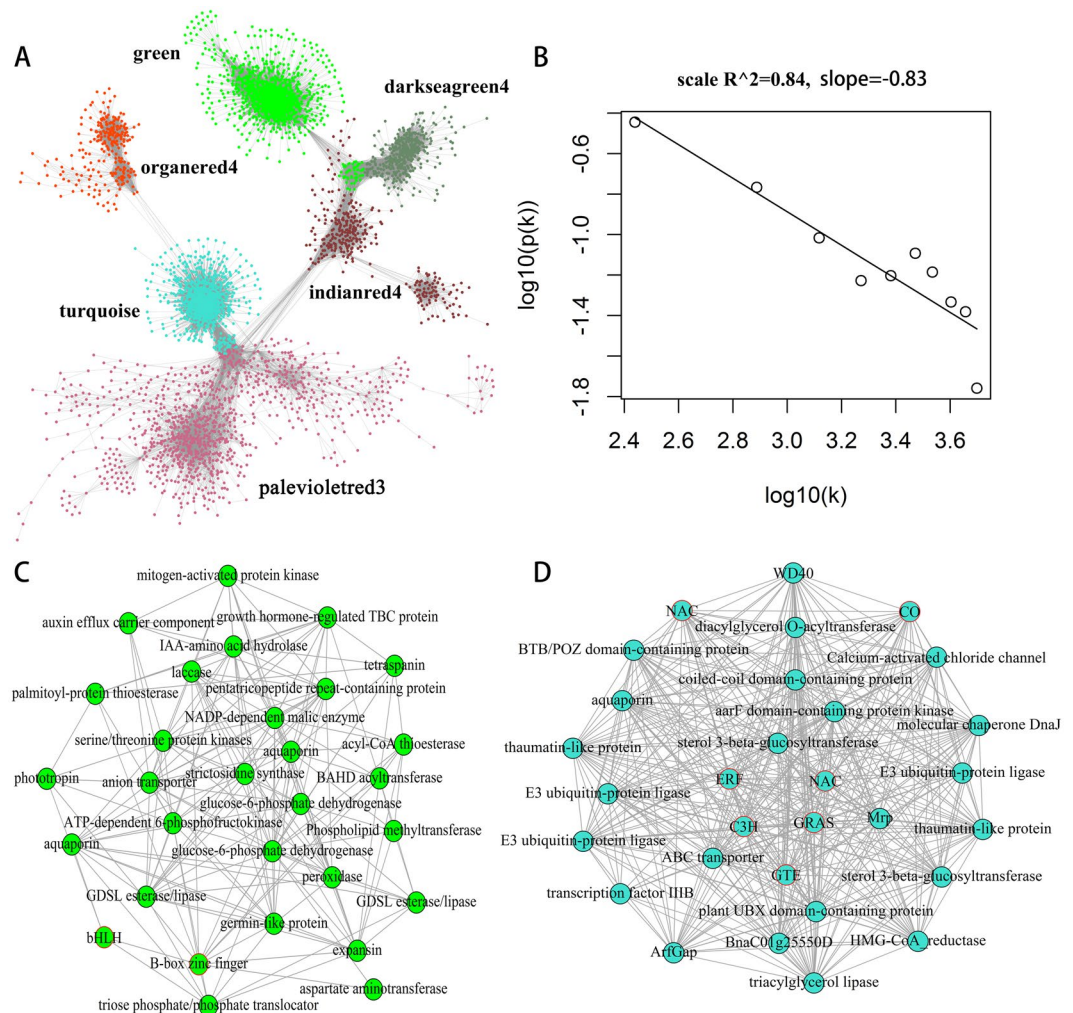 A
green
darkseagreen4
organered4
turquoise
indianred4
palevioletred3
B
scale R^2=0.84, slope=-0.83
log10(p(k))
-0.6
-1.0
-1.4
-1.8
2.4 2.6 2.8 3.0 3.2 3.4 3.6
log10(k)
C
mitogen-activated protein kinase
auxin efflux carrier component
growth hormone-regulated TBC protein
IAA-amino acid hydrolase
laccase
tetraspanin
palmitoyl-protein thioesterase
pentatricopeptide repeat-containing protein
NADP-dependent malic enzyme
serine/threonine protein kinases
aquaporin
acyl-CoA thioesterase
phototropin
anion transporter
strictosidine synthase
BAHD acyltransferase
glucose-6-phosphate dehydrogenase
ATP-dependent 6-phosphofructokinase
Phospholipid methyltransferase
aquaporin
glucose-6-phosphate dehydrogenase
peroxidase
GDSL esterase/lipase
GDSL esterase/lipase
germin-like protein
bHLH
expansin
B-box zinc finger
aspartate aminotransferase
triose phosphate/phosphate translocator
D
WD40
NAC
CO
diacylglycerol O-acyltransferase
BTB/POZ domain-containing protein
Calcium-activated chloride channel
coiled-coil domain-containing protein
aquaporin
aarF domain-containing protein kinase
molecular chaperone DnaJ
thaumatin-like protein
sterol 3-beta-glucosyltransferase
ERF
NAC
E3 ubiquitin-protein ligase
E3 ubiquitin-protein ligase
C3H
GRAS
Mrp
thaumatin-like protein
E3 ubiquitin-protein ligase
ABC transporter
GTE
sterol 3-beta-glucosyltransferase
transcription factor IIIB
plant UBX domain-containing protein
ArfGap
BnaC01g25550D
HMG-CoA reductase
triacylglycerol lipase